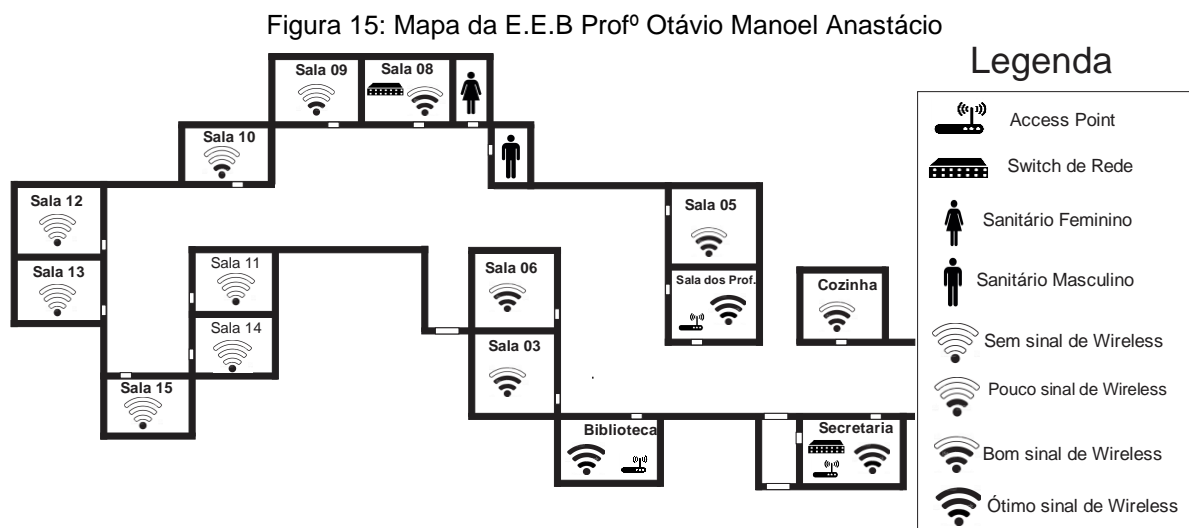 Figura 15: Mapa da E.E.B Profº Otávio Manoel Anastácio
Legenda
Sala 09
Sala 08
Sala 10
Sala 12
Sala 13
Sala 11
Sala 14
Sala 15
Sala 05
Sala 06
Sala dos Prof.
Cozinha
Sala 03
Biblioteca
Secretaria
Access Point
Switch de Rede
Sanitário Feminino
Sanitário Masculino
Sem sinal de Wireless
Pouco sinal de Wireless
Bom sinal de Wireless
Ótimo sinal de Wireless